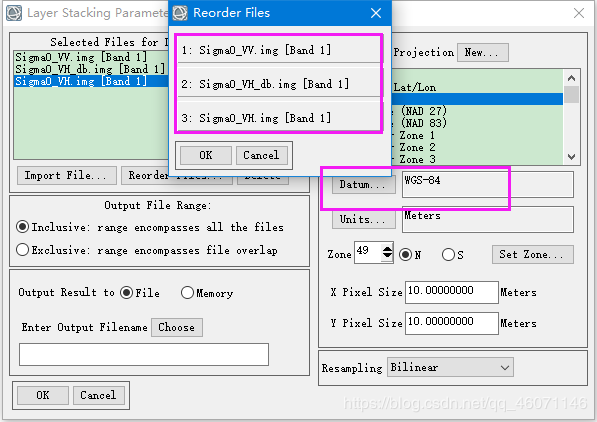 Layer Stacking Parameter
Reorder Files
Selected Files for
Sigma0_VV.img [Band 1]
Sigma0_VH_db.img [Band 1]
Sigma0_VH.img [Band 1]
1: Sigma0_VV.img [Band 1]
2: Sigma0_VH_db.img [Band 1]
3: Sigma0_VH.img [Band 1]
OK
Cancel
Projection
New...
Lat/Lon
(NAD 27)
(NAD 83)
Zone 1
Zone 2
Zone 3
Import File...
Reorder Files...
Delete
Datum...
WGS-84
Units...
Meters
Output File Range:
Inclusive: range encompasses all the files
Exclusive: range encompasses file overlap
Zone
49
N
S
Set Zone...
Output Result to
File
Memory
Enter Output Filename
Choose
X Pixel Size
10.00000000
Meters
Y Pixel Size
10.00000000
Meters
Resampling
Bilinear
OK
Cancel
https://blog.csdn.net/qq_46071146